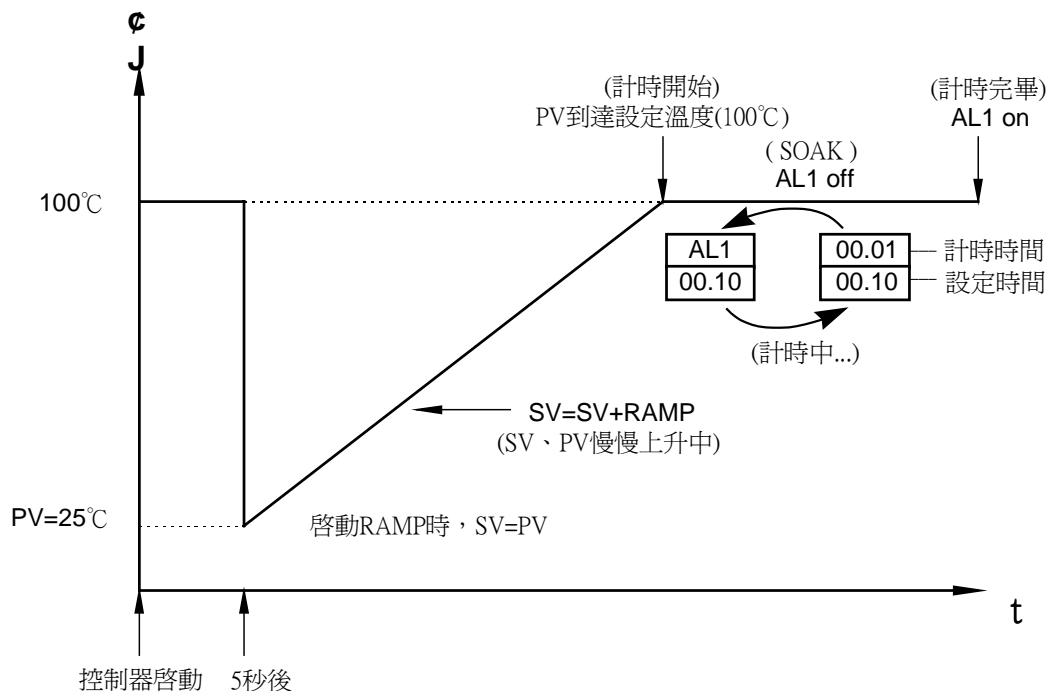 ¢
J
(計時開始)
PV到達設定溫度(100℃)
(計時完畢)
AL1 on
( SOAK )
AL1 off
100℃
AL1
00.10
00.01
00.10
計時時間
設定時間
(計時中...)
SV=SV+RAMP
(SV、PV慢慢上升中)
PV=25℃
啓動RAMP時，SV=PV
t
控制器啓動
5秒後